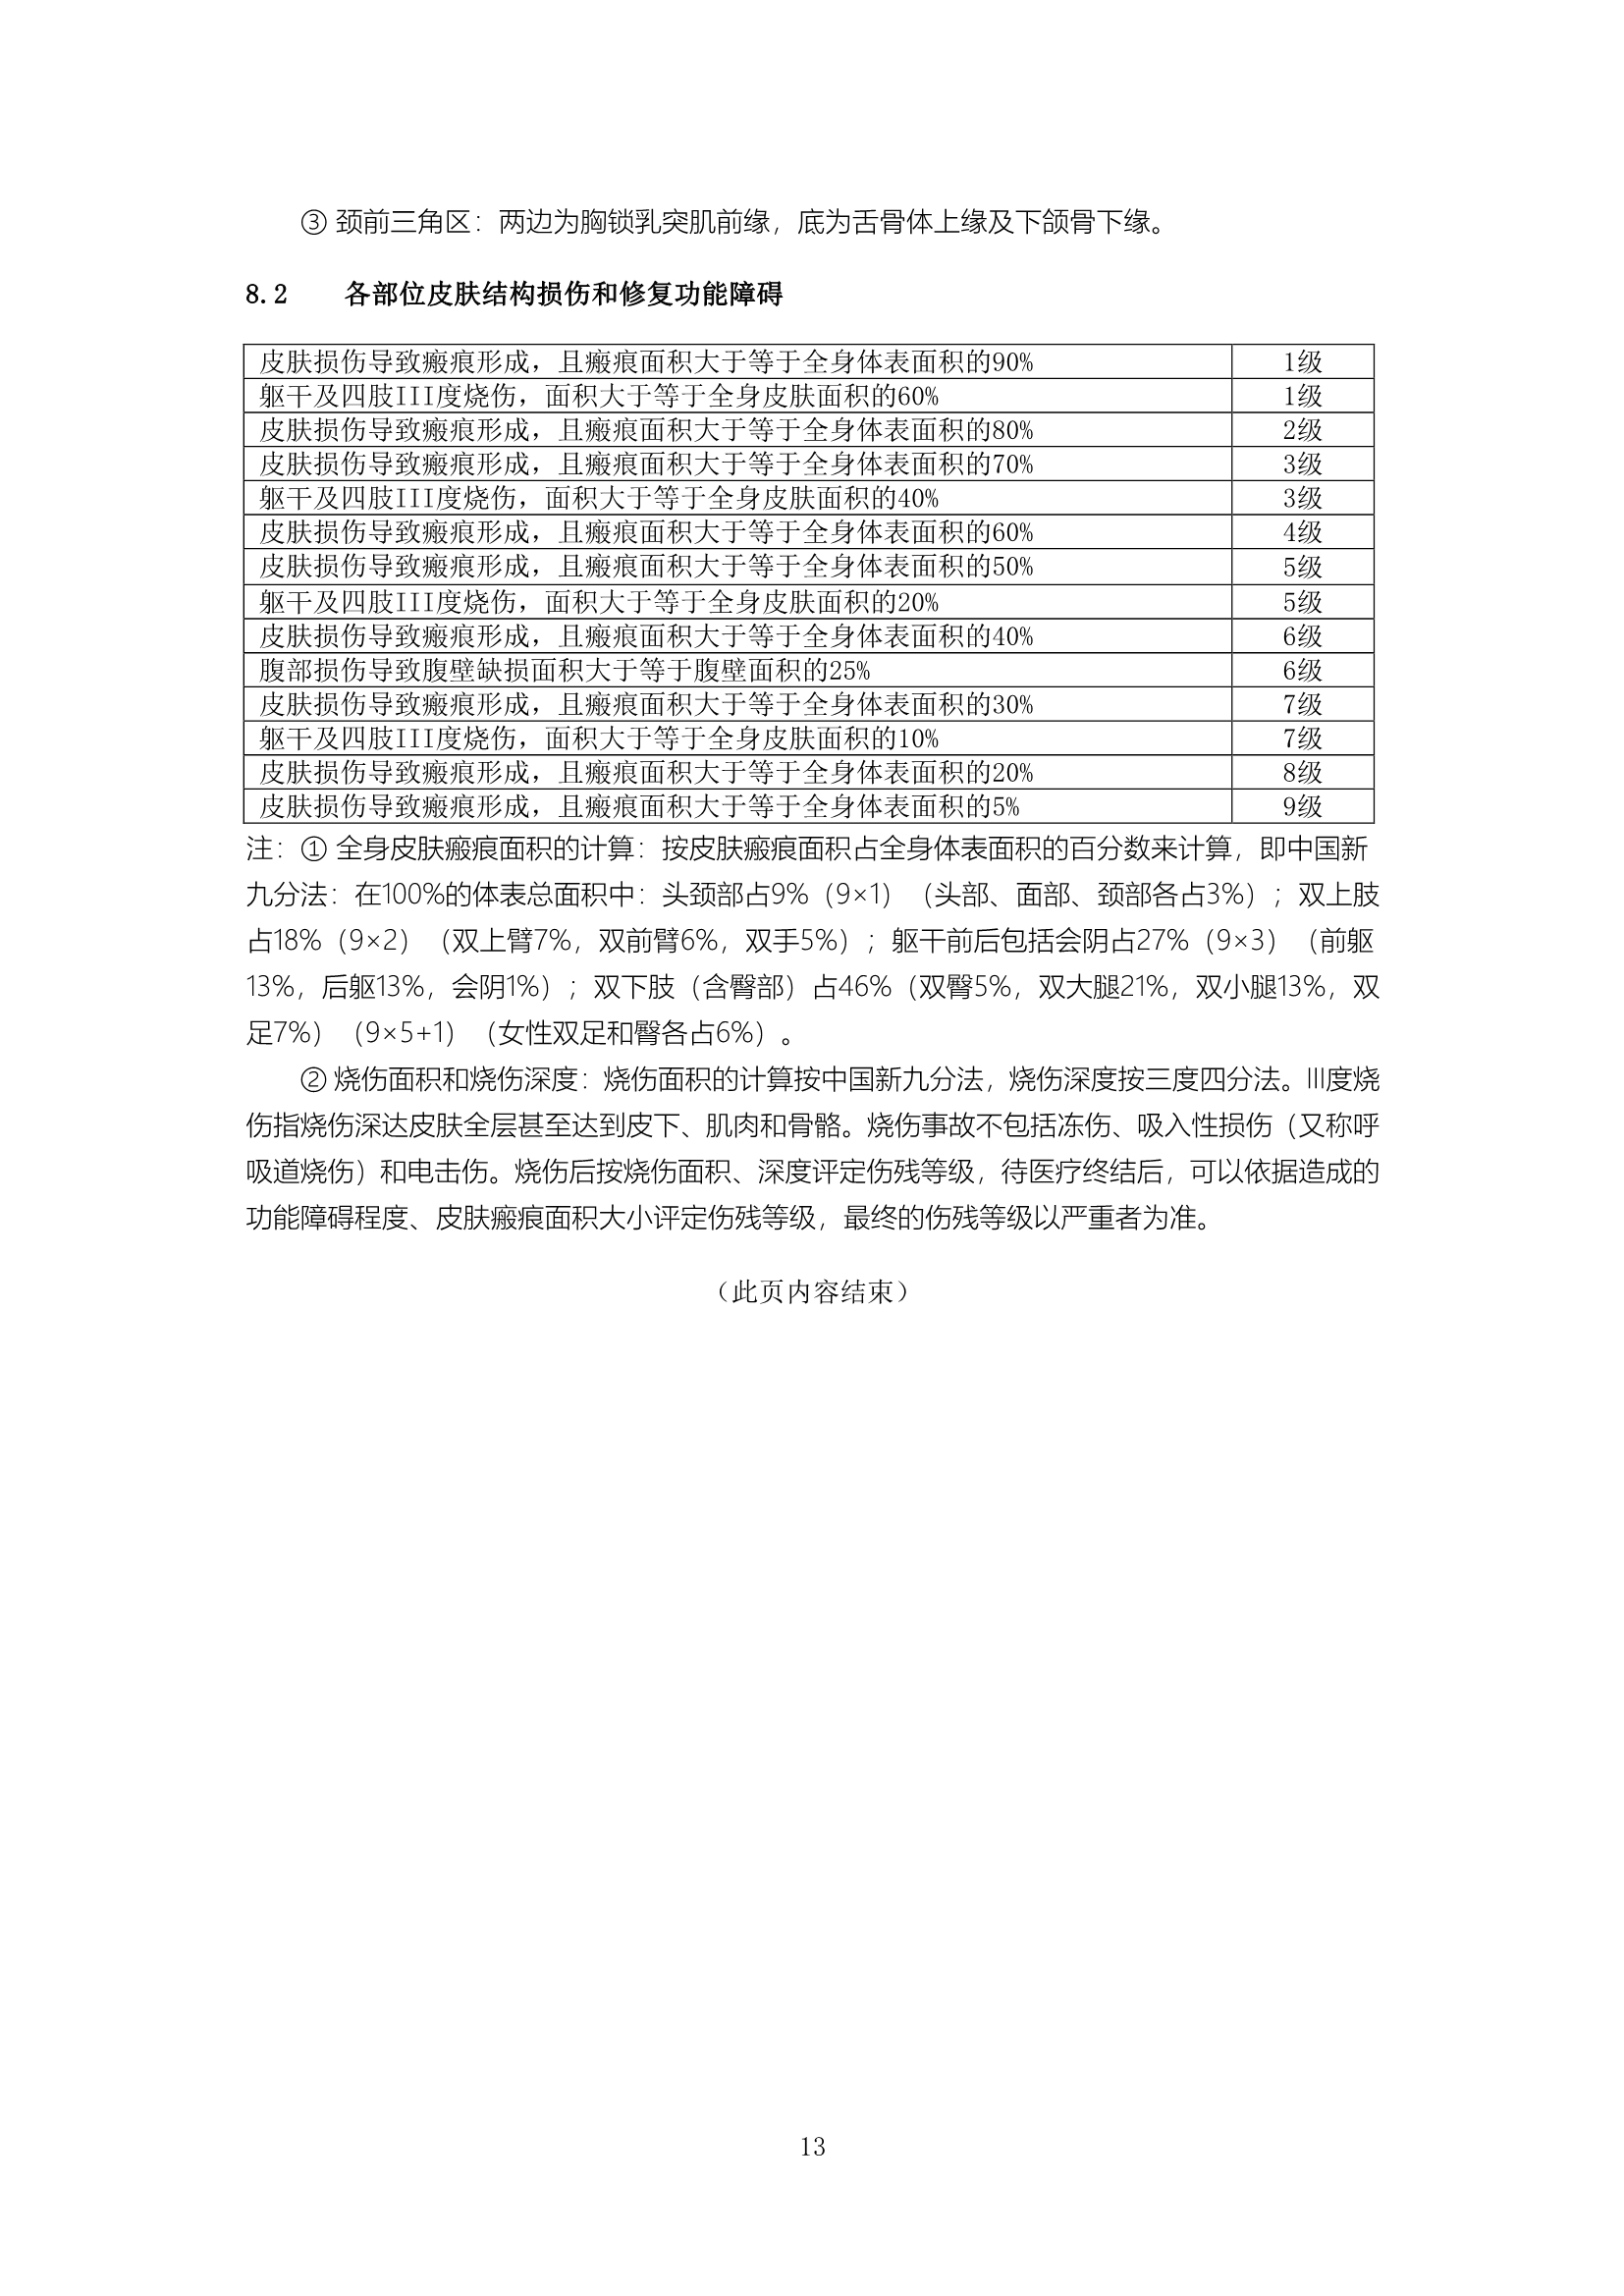 ③ 颈前三角区：两边为胸锁乳突肌前缘，底为舌骨体上缘及下颌骨下缘。
8.2 各部位皮肤结构损伤和修复功能障碍
皮肤损伤导致瘢痕形成，且瘢痕面积大于等于全身体表面积的90% 1级
躯干及四肢III度烧伤，面积大于等于全身皮肤面积的60% 1级
皮肤损伤导致瘢痕形成，且瘢痕面积大于等于全身体表面积的80% 2级
皮肤损伤导致瘢痕形成，且瘢痕面积大于等于全身体表面积的70% 3级
躯干及四肢III度烧伤，面积大于等于全身皮肤面积的40% 3级
皮肤损伤导致瘢痕形成，且瘢痕面积大于等于全身体表面积的60% 4级
皮肤损伤导致瘢痕形成，且瘢痕面积大于等于全身体表面积的50% 5级
躯干及四肢III度烧伤，面积大于等于全身皮肤面积的20% 5级
皮肤损伤导致瘢痕形成，且瘢痕面积大于等于全身体表面积的40% 6级
腹部损伤导致腹壁缺损面积大于等于腹壁面积的25% 6级
皮肤损伤导致瘢痕形成，且瘢痕面积大于等于全身体表面积的30% 7级
躯干及四肢III度烧伤，面积大于等于全身皮肤面积的10% 7级
皮肤损伤导致瘢痕形成，且瘢痕面积大于等于全身体表面积的20% 8级
皮肤损伤导致瘢痕形成，且瘢痕面积大于等于全身体表面积的5% 9级
注：① 全身皮肤瘢痕面积的计算：按皮肤瘢痕面积占全身体表面积的百分数来计算，即中国新
九分法：在100%的体表总面积中：头颈部占9%（9×1）（头部、面部、颈部各占3%）；双上肢
占18%（9×2）（双上臂7%，双前臂6%，双手5%）；躯干前后包括会阴占27%（9×3）（前躯
13%，后躯13%，会阴1%）；双下肢（含臀部）占46%（双臀5%，双大腿21%，双小腿13%，双
足7%）（9×5+1）（女性双足和臀各占6%）。
② 烧伤面积和烧伤深度：烧伤面积的计算按中国新九分法，烧伤深度按三度四分法。Ⅲ度烧
伤指烧伤深达皮肤全层甚至达到皮下、肌肉和骨骼。烧伤事故不包括冻伤、吸入性损伤（又称呼
吸道烧伤）和电击伤。烧伤后按烧伤面积、深度评定伤残等级，待医疗终结后，可以依据造成的
功能障碍程度、皮肤瘢痕面积大小评定伤残等级，最终的伤残等级以严重者为准。
（此页内容结束）
13